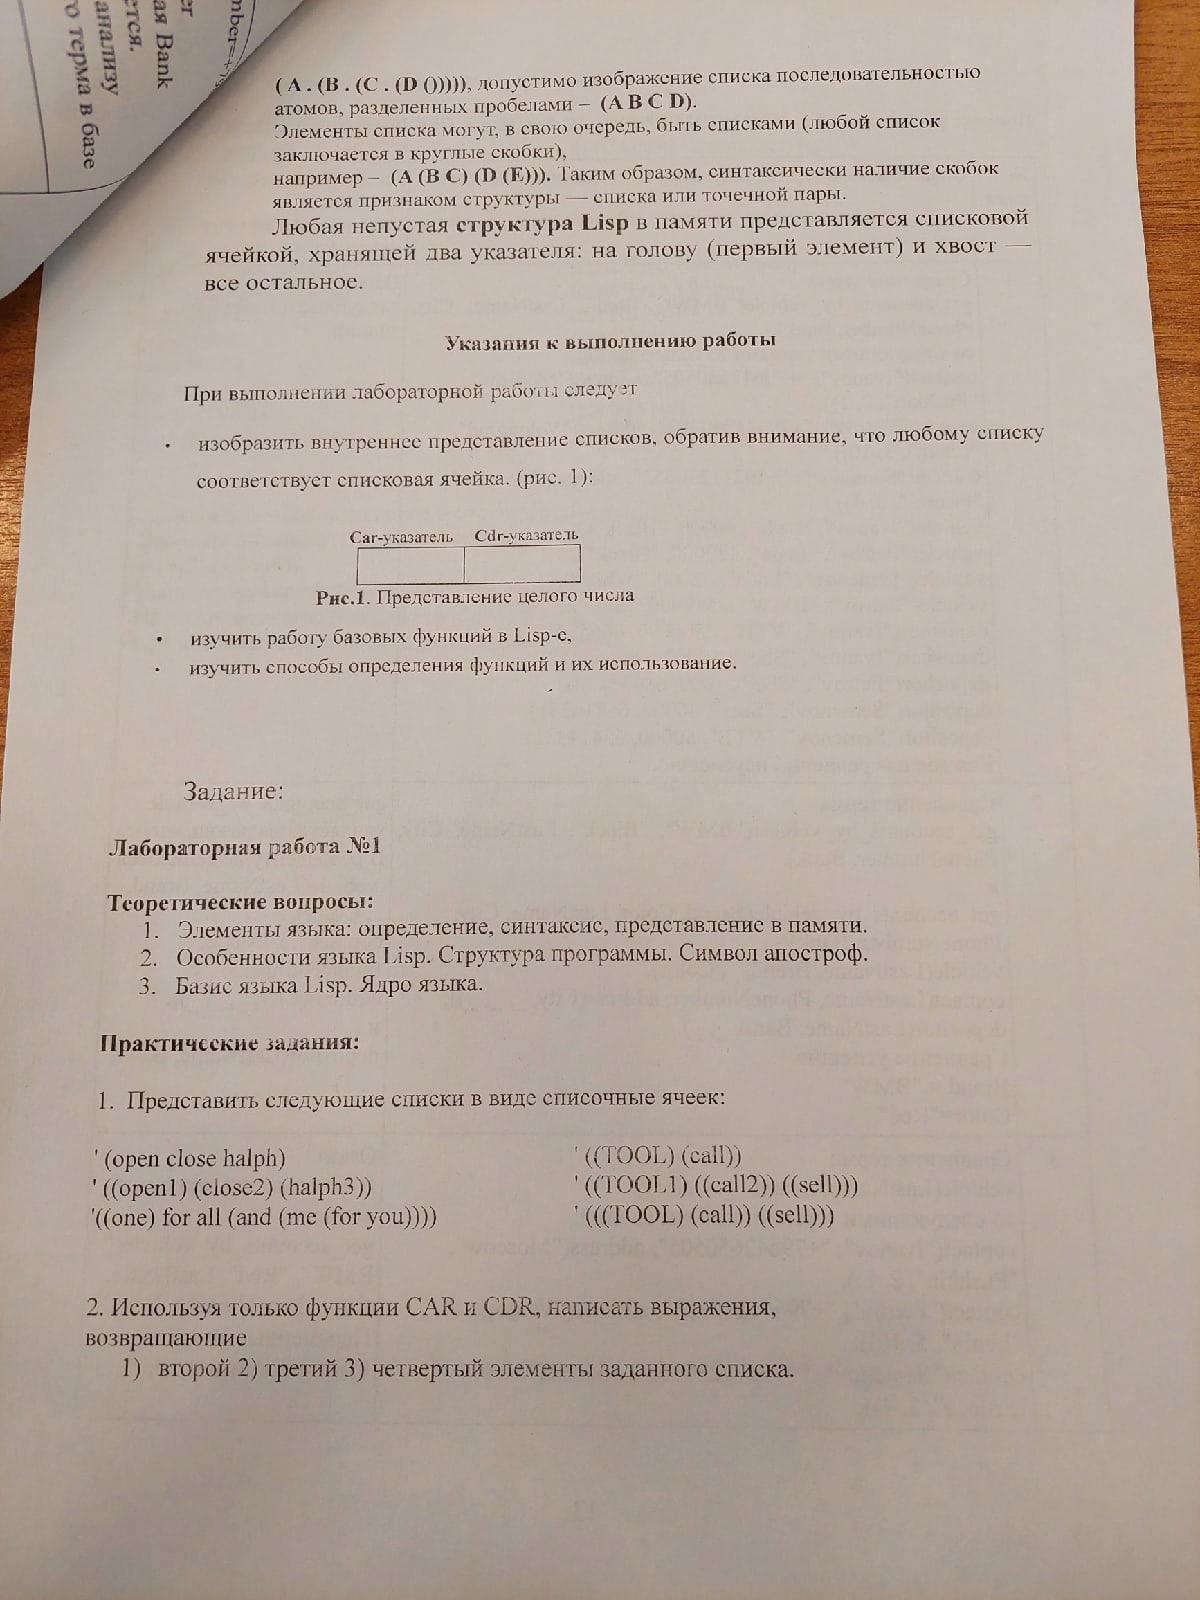 er
ая Bank
ется.
анализу
го терма в базе
( A . (B . (C . (D ())))), допустимо изображение списка последовательностью
атомов, разделенных пробелами – (A B C D).
Элементы списка могут, в свою очередь, быть списками (любой список
заключается в круглые скобки),
например – (A (B C) (D (E))). Таким образом, синтаксически наличие скобок
является признаком структуры — списка или точечной пары.
Любая непустая структура Lisp в памяти представляется списковой
ячейкой, хранящей два указателя: на голову (первый элемент) и хвост —
все остальное.
Указания к выполнению работы
При выполнении лабораторной работы следует
• изобразить внутреннее представление списков, обратив внимание, что любому списку
соответствует списковая ячейка. (рис. 1):
Car-указатель Cdr-указатель
Рис.1. Представление целого числа
• изучить работу базовых функций в Lisp-е,
• изучить способы определения функций и их использование.
Задание:
Лабораторная работа №1
Теоретические вопросы:
1. Элементы языка: определение, синтаксис, представление в памяти.
2. Особенности языка Lisp. Структура программы. Символ апостроф.
3. Базис языка Lisp. Ядро языка.
Практические задания:
1. Представить следующие списки в виде списочные ячеек:
' (open close halph) ' ((TOOL) (call))
' ((open1) (close2) (halph3)) ' ((TOOL1) ((call2)) ((sell)))
'((one) for all (and (me (for you)))) ' (((TOOL) (call)) ((sell)))
2. Используя только функции CAR и CDR, написать выражения,
возвращающие
1) второй 2) третий 3) четвертый элементы заданного списка.